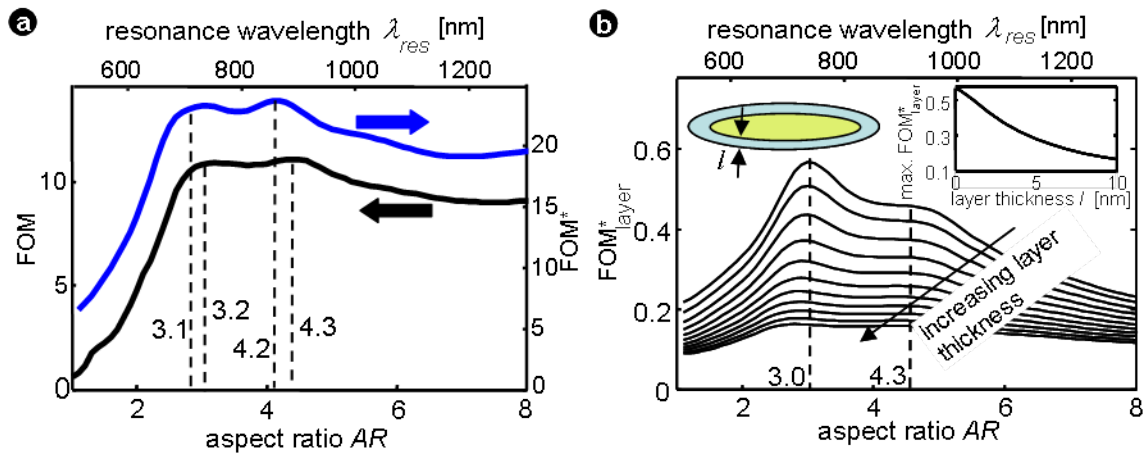 a
resonance wavelength λres [nm]
600 800 1000 1200
FOM
10
5
0
20
15
10
5
0
FOM*
3.1
3.2
4.2
4.3
2 4 6 8
aspect ratio AR
b
resonance wavelength λres [nm]
600 800 1000 1200
FOM*layer
0.6
0.4
0.2
0
l
max. FOM*layer
0.5
0.3
0.1
0 5 10
layer thickness l [nm]
increasing layer
thickness
3.0
4.3
2 4 6 8
aspect ratio AR